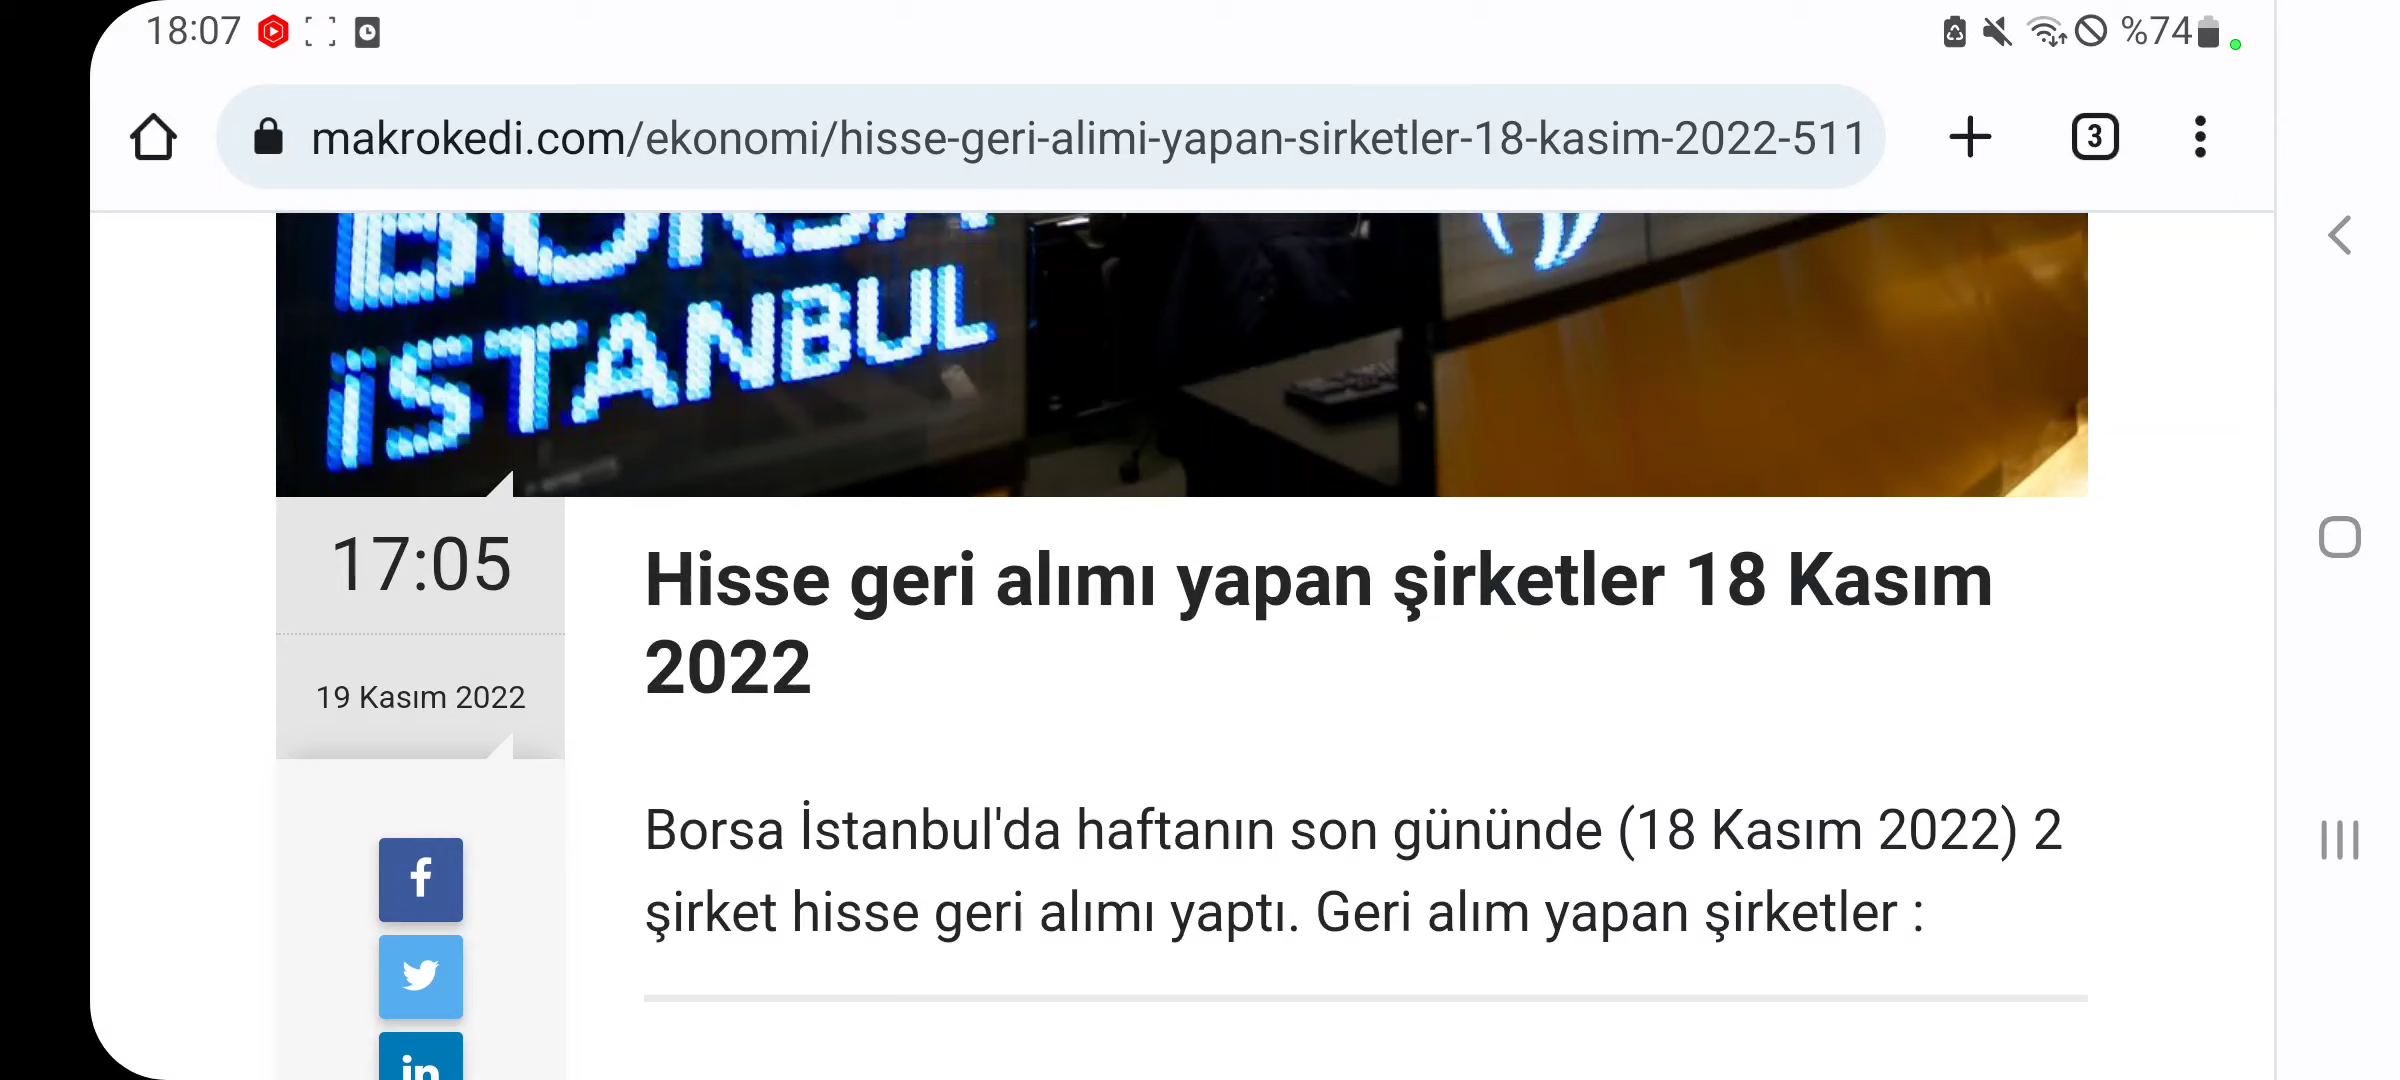 18:07
%74
makrokedi.com/ekonomi/hisse-geri-alimi-yapan-sirketler-18-kasim-2022-511
3
BORSA
İSTANBUL
17:05
19 Kasım 2022
Hisse geri alımı yapan şirketler 18 Kasım
2022
Borsa İstanbul'da haftanın son gününde (18 Kasım 2022) 2
şirket hisse geri alımı yaptı. Geri alım yapan şirketler :
f
in